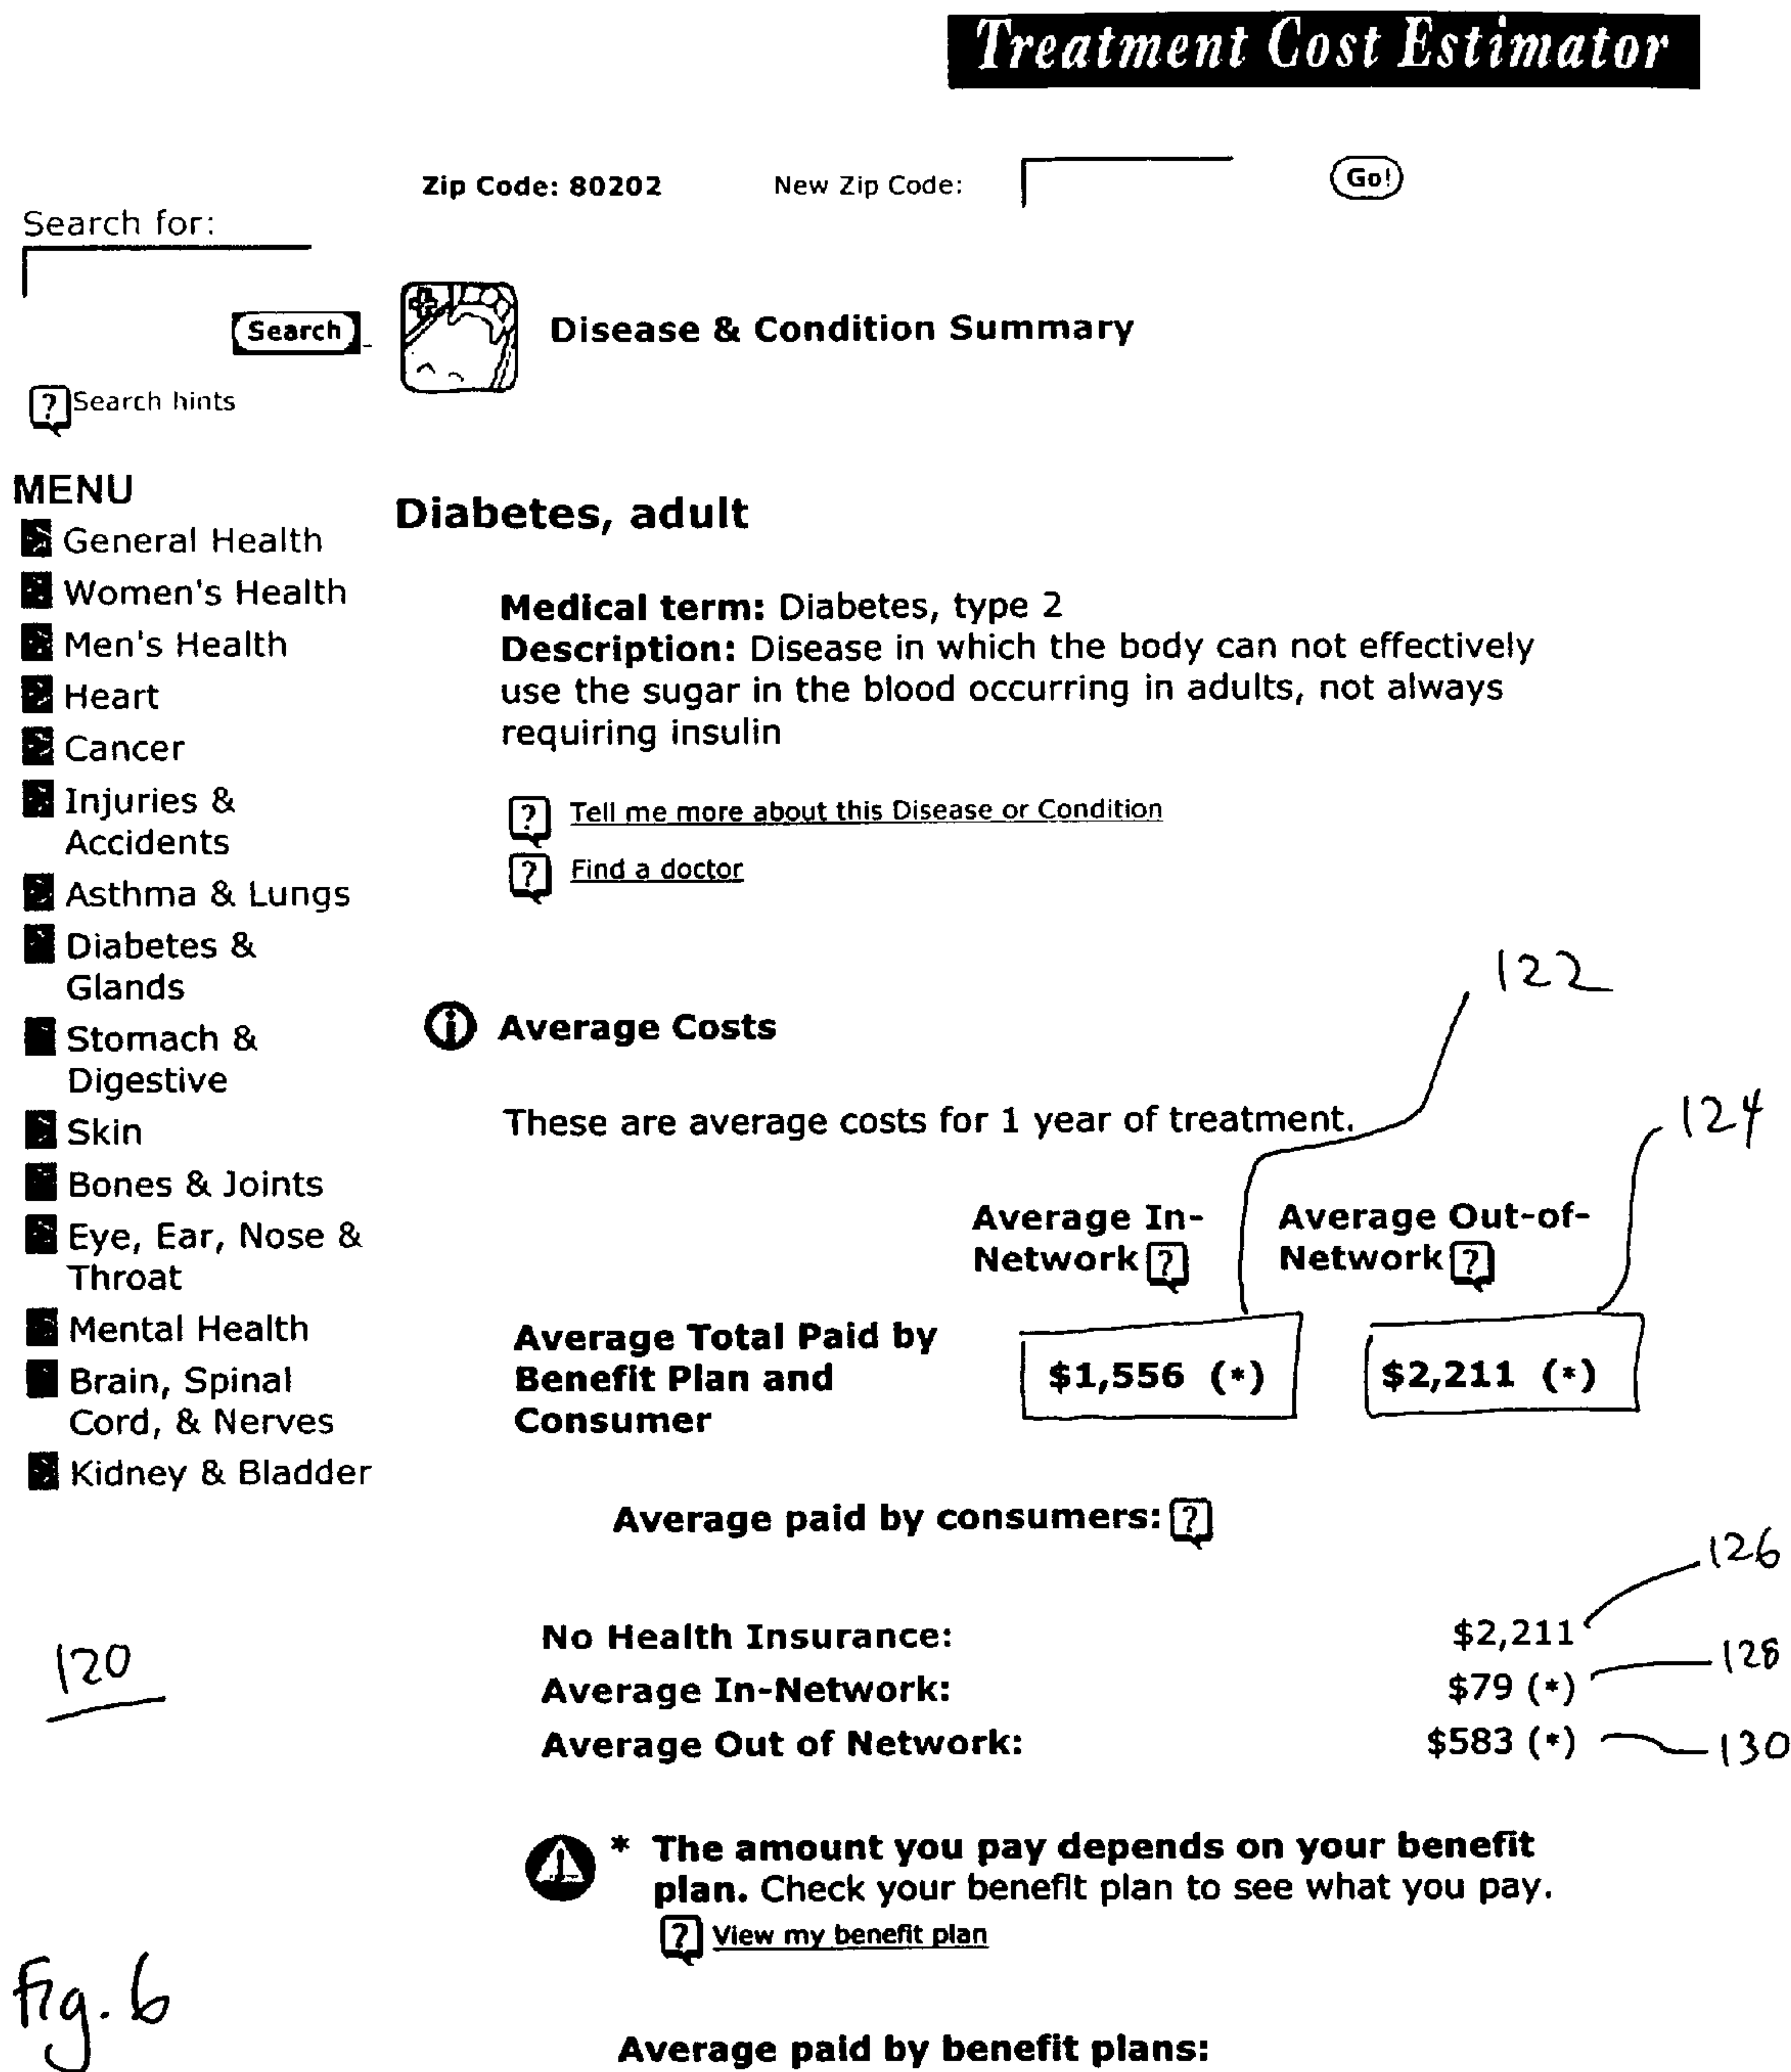 Treatment Cost Estimator
Zip Code: 80202 New Zip Code: Go!
Search for:
Search
Disease & Condition Summary
? Search hints
MENU
General Health
Women's Health
Men's Health
Heart
Cancer
Injuries &
Accidents
Asthma & Lungs
Diabetes &
Glands
Stomach &
Digestive
Skin
Bones & Joints
Eye, Ear, Nose &
Throat
Mental Health
Brain, Spinal
Cord, & Nerves
Kidney & Bladder
Diabetes, adult
Medical term: Diabetes, type 2
Description: Disease in which the body can not effectively
use the sugar in the blood occurring in adults, not always
requiring insulin
? Tell me more about this Disease or Condition
? Find a doctor
122
i Average Costs
124
These are average costs for 1 year of treatment.
Average In-
Network ?
Average Out-of-
Network ?
Average Total Paid by
Benefit Plan and
Consumer
$1,556 (*) $2,211 (*)
Average paid by consumers: ?
126
No Health Insurance: $2,211
128
Average In-Network: $79 (*)
Average Out of Network: $583 (*) 130
120
* The amount you pay depends on your benefit
plan. Check your benefit plan to see what you pay.
? View my benefit plan
Fig. 6
Average paid by benefit plans: